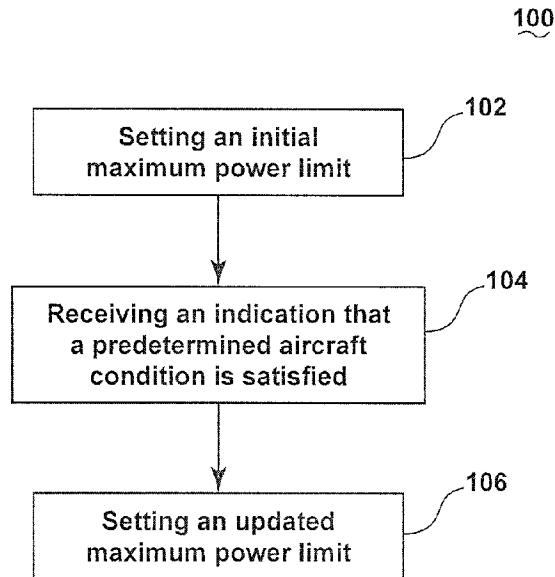 100
Setting an initial
maximum power limit
102
Receiving an indication that
a predetermined aircraft
condition is satisfied
104
Setting an updated
maximum power limit
106